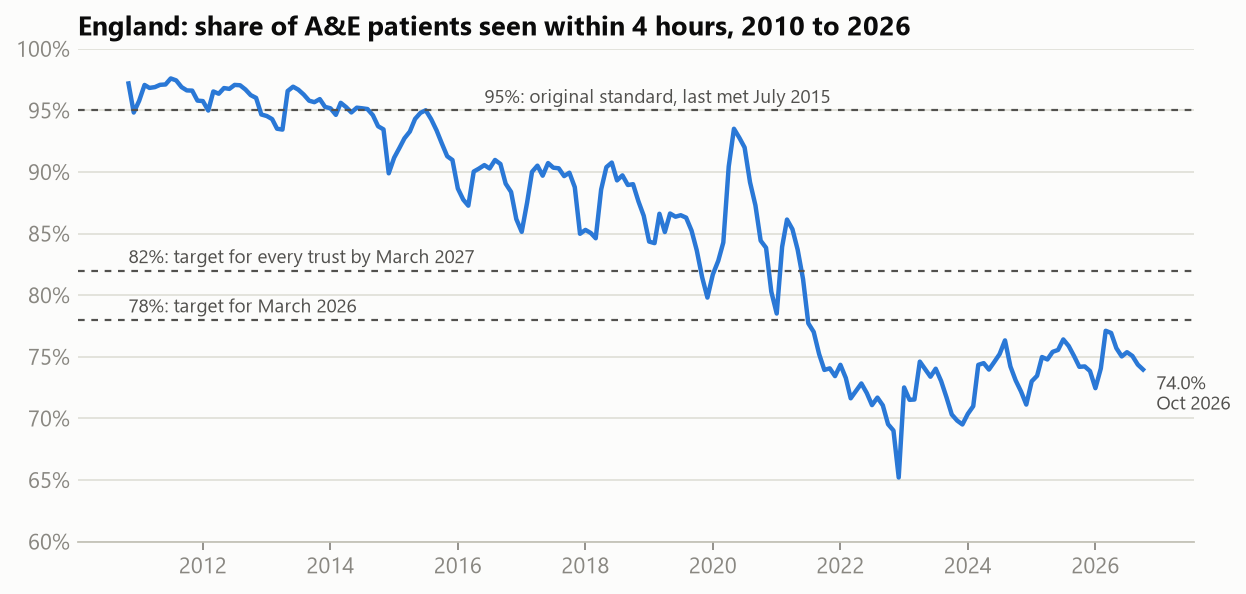 England: share of A&E patients seen within 4 hours, 2010 to 2026
100%
95%: original standard, last met July 2015
95%
90%
85%
82%: target for every trust by March 2027
80%
78%: target for March 2026
75%
74.0%
Oct 2026
70%
65%
60%
2012 2014 2016 2018 2020 2022 2024 2026